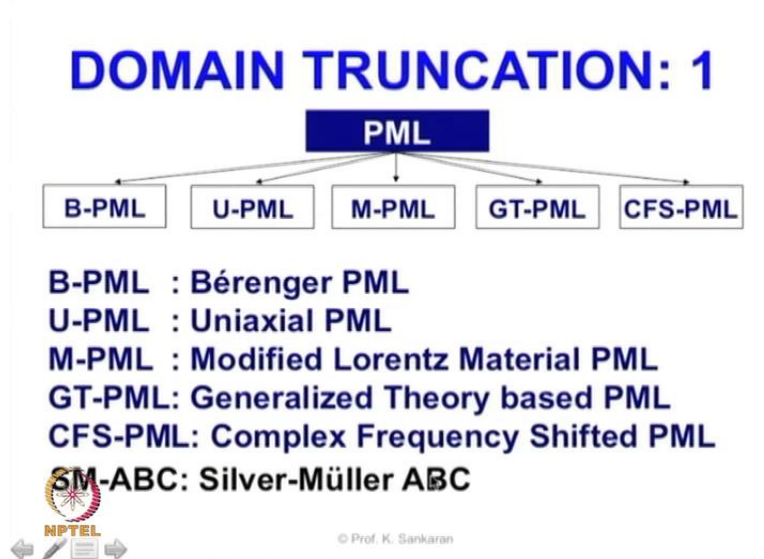 DOMAIN TRUNCATION: 1
PML
B-PML U-PML M-PML GT-PML CFS-PML
B-PML : Bérenger PML
U-PML : Uniaxial PML
M-PML : Modified Lorentz Material PML
GT-PML: Generalized Theory based PML
CFS-PML: Complex Frequency Shifted PML
SM-ABC: Silver-Müller ABC
NPTEL
© Prof. K. Sankaran